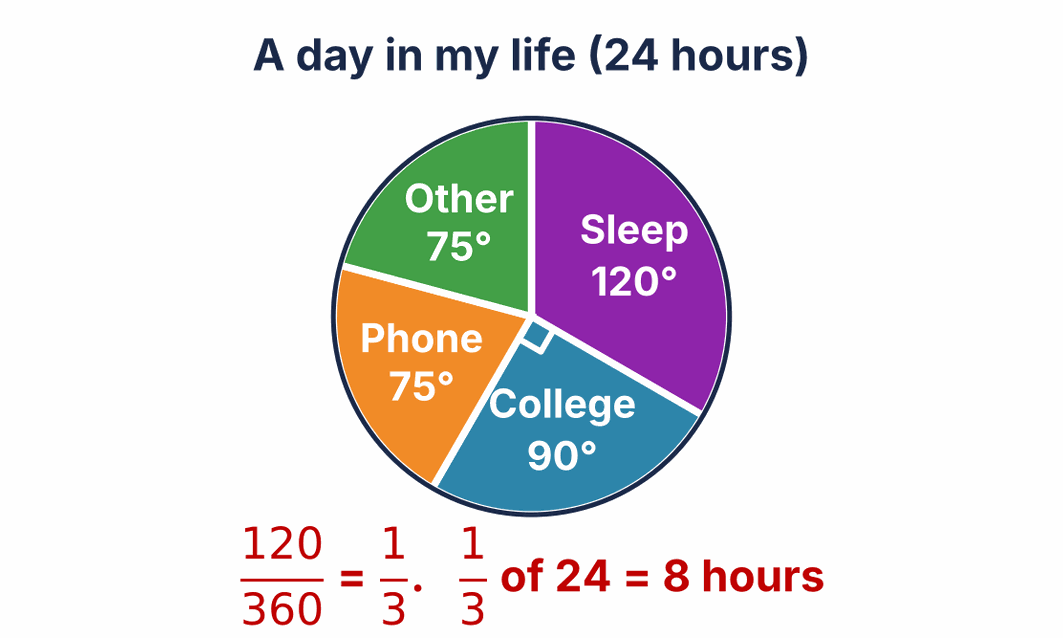 A day in my life (24 hours)
Other
75°
Sleep
120°
Phone
75°
College
90°
120/360 = 1/3. 1/3 of 24 = 8 hours